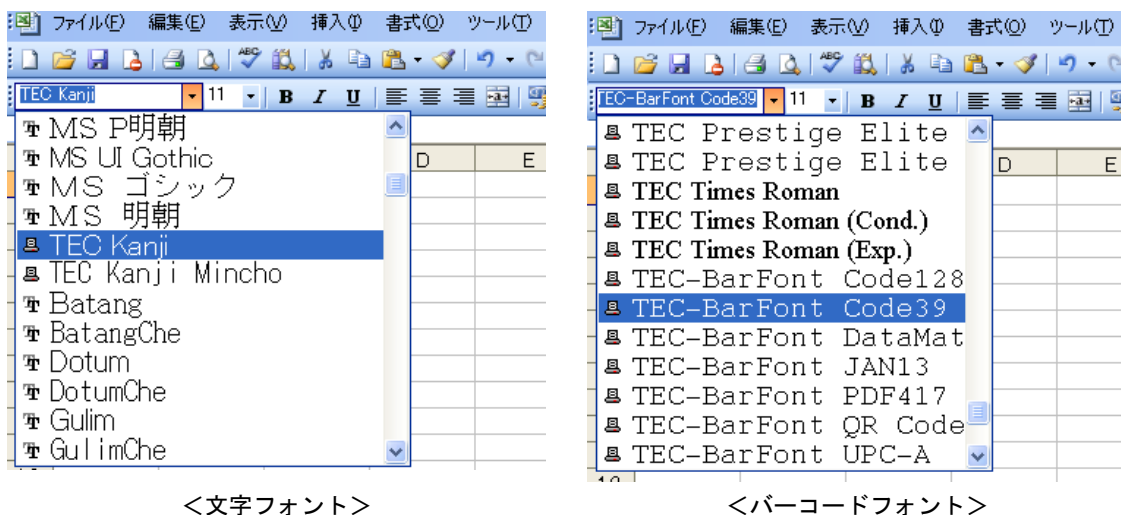 ファイル(F) 編集(E) 表示(V) 挿入(I) 書式(O) ツール(T)
ABC
TEC Kanji 11 B I U
MS P明朝
MS UI Gothic
MS ゴシック
MS 明朝
TEC Kanji
TEC Kanji Mincho
Batang
BatangChe
Dotum
DotumChe
Gulim
GulimChe
D E
<文字フォント>
ファイル(F) 編集(E) 表示(V) 挿入(I) 書式(O) ツール(T)
ABC
TEC-BarFont Code39 11 B I U
TEC Prestige Elite
TEC Prestige Elite
TEC Times Roman
TEC Times Roman (Cond.)
TEC Times Roman (Exp.)
TEC-BarFont Code128
TEC-BarFont Code39
TEC-BarFont DataMat
TEC-BarFont JAN13
TEC-BarFont PDF417
TEC-BarFont QR Code
TEC-BarFont UPC-A
D E
<バーコードフォント>